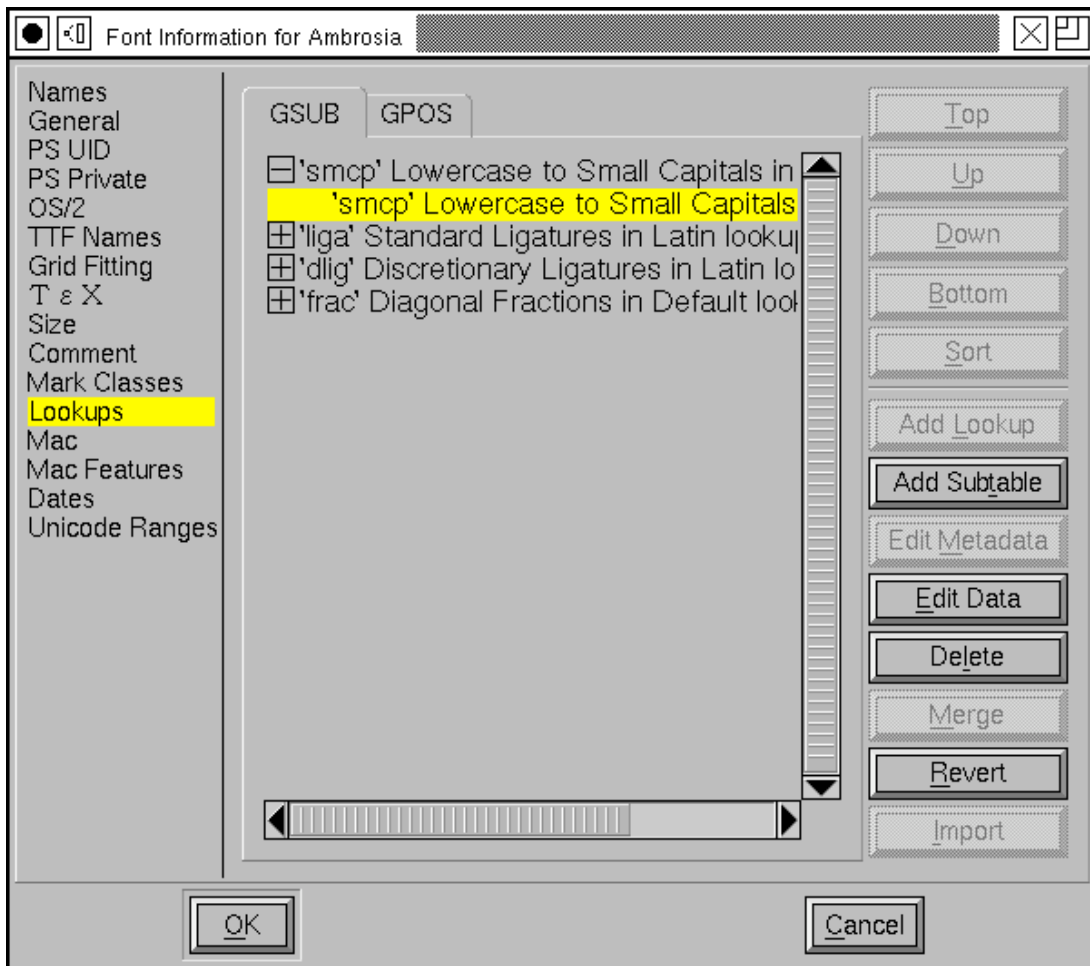 Font Information for Ambrosia
Names
General
PS UID
PS Private
OS/2
TTF Names
Grid Fitting
Τ ε Χ
Size
Comment
Mark Classes
Lookups
Mac
Mac Features
Dates
Unicode Ranges
GSUB
GPOS
'smcp' Lowercase to Small Capitals in
'smcp' Lowercase to Small Capitals
'liga' Standard Ligatures in Latin lookup
'dlig' Discretionary Ligatures in Latin lo
'frac' Diagonal Fractions in Default look
Top
Up
Down
Bottom
Sort
Add Lookup
Add Subtable
Edit Metadata
Edit Data
Delete
Merge
Revert
Import
OK
Cancel